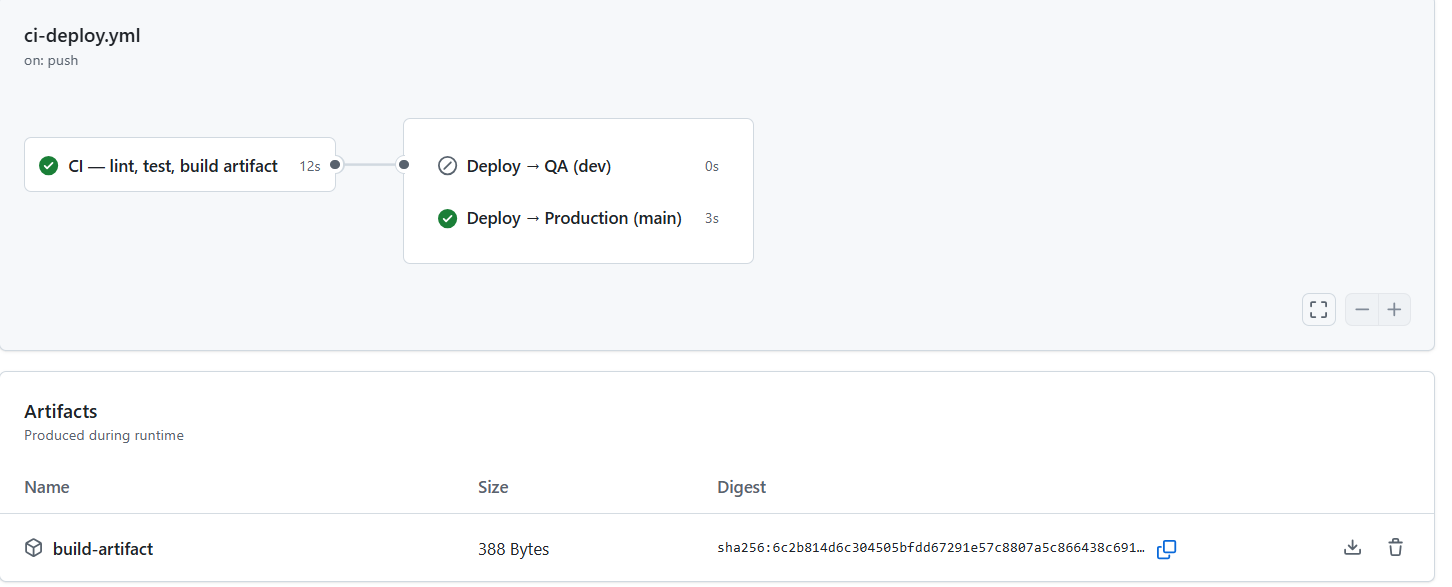 ci-deploy.yml
on: push
CI — lint, test, build artifact 12s
Deploy → QA (dev) 0s
Deploy → Production (main) 3s
Artifacts
Produced during runtime
Name Size Digest
build-artifact 388 Bytes sha256:6c2b814d6c304505bfdd67291e57c8807a5c866438c691…